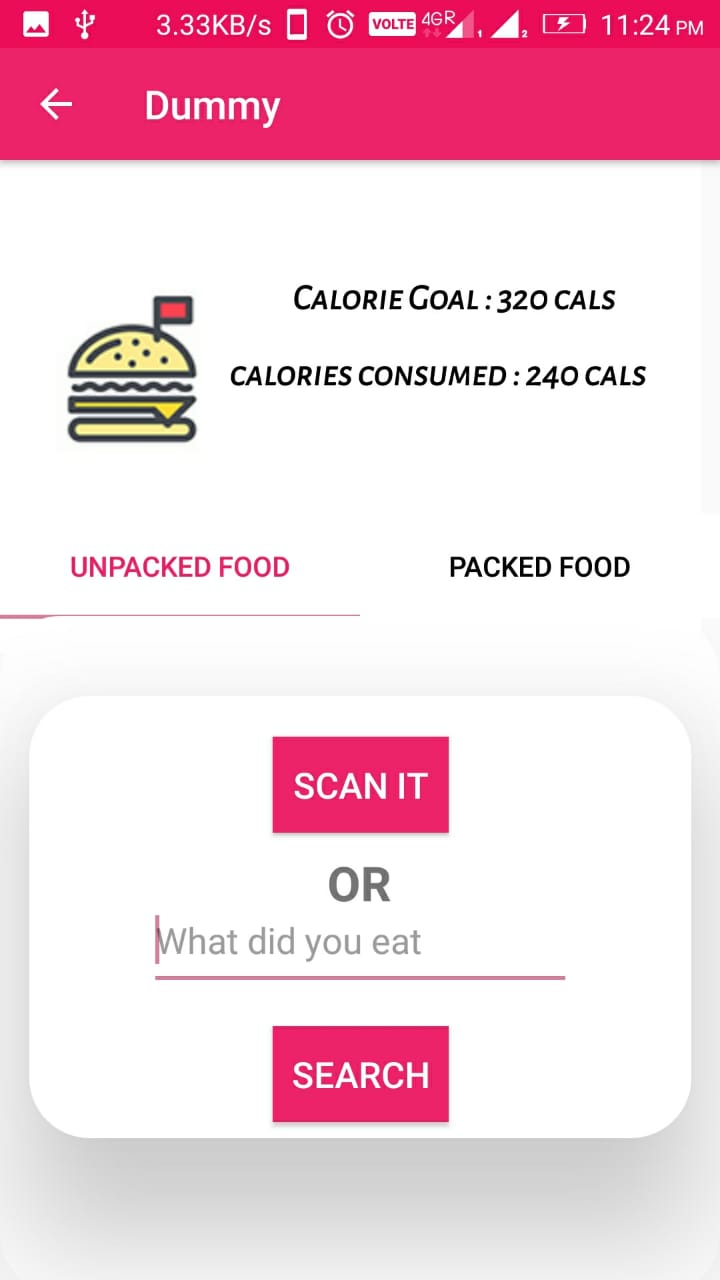 3.33KB/s VOLTE 4GR 1 2 11:24 PM
Dummy
Calorie Goal : 320 cals
calories consumed : 240 cals
UNPACKED FOOD PACKED FOOD
SCAN IT
OR
What did you eat
SEARCH